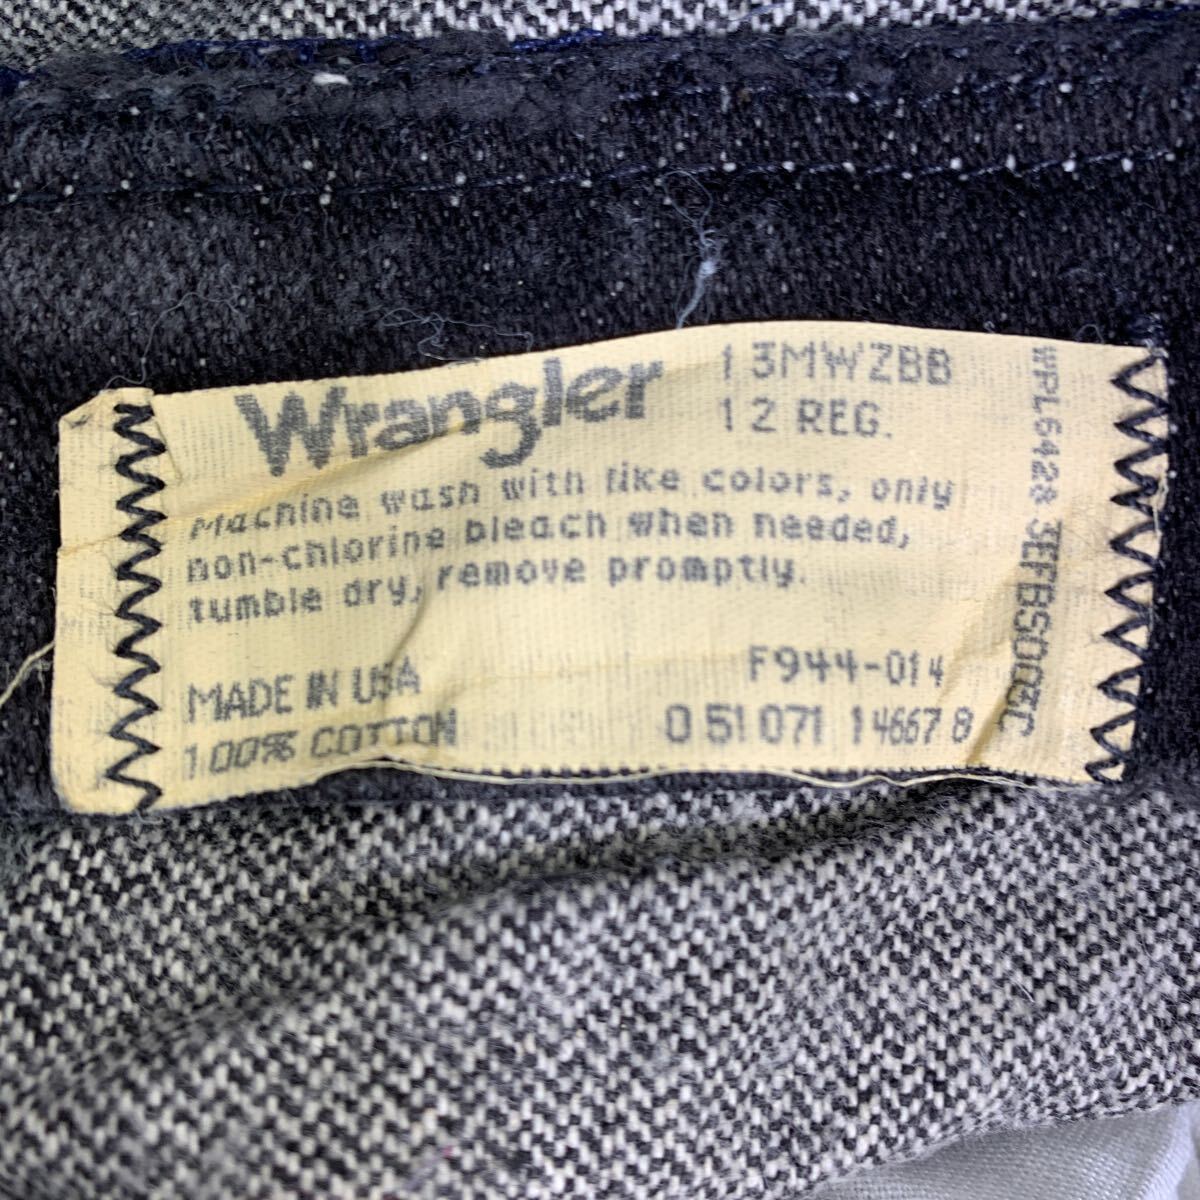 Wrangler
13MWZBB
12 REG.
Machine wash with like colors, only
non-chlorine bleach when needed,
tumble dry, remove promptly.
MADE IN USA
100% COTTON
F944-014
0 51071 14667 8
WPL6428 3EFBSD03C